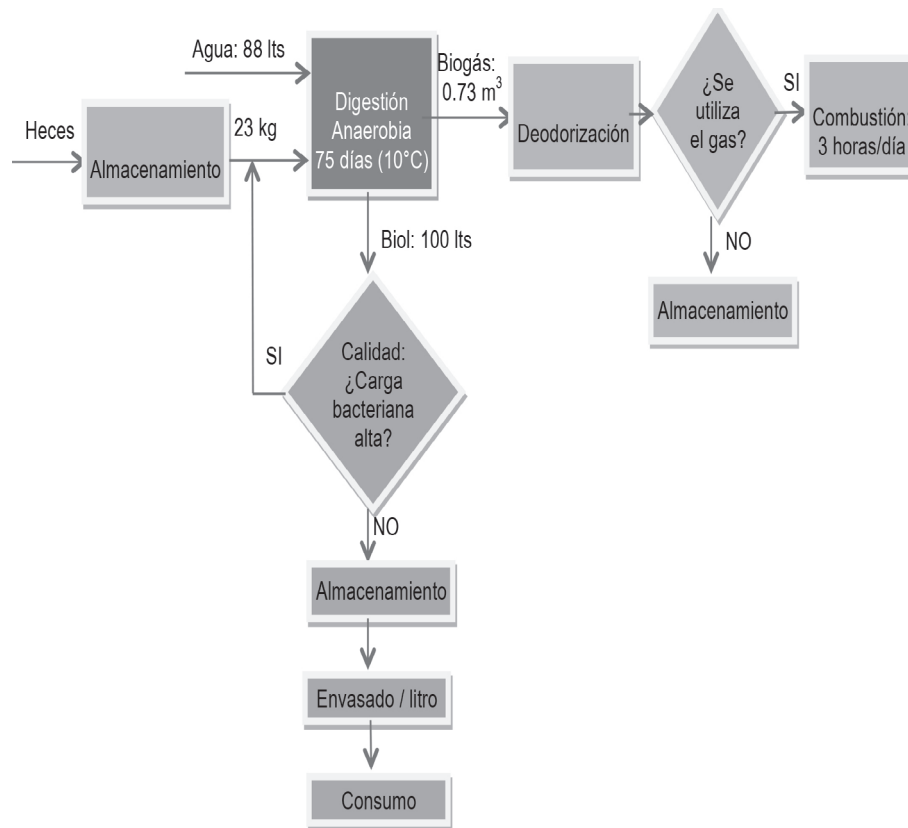 Agua: 88 lts
Heces
Almacenamiento
23 kg
Digestión
Anaerobia
75 días (10°C)
Biogás:
0.73 m³
Deodorización
¿Se
utiliza
el gas?
SI
Combustión:
3 horas/día
NO
Almacenamiento
Biol: 100 lts
SI
Calidad:
¿Carga
bacteriana
alta?
NO
Almacenamiento
Envasado / litro
Consumo